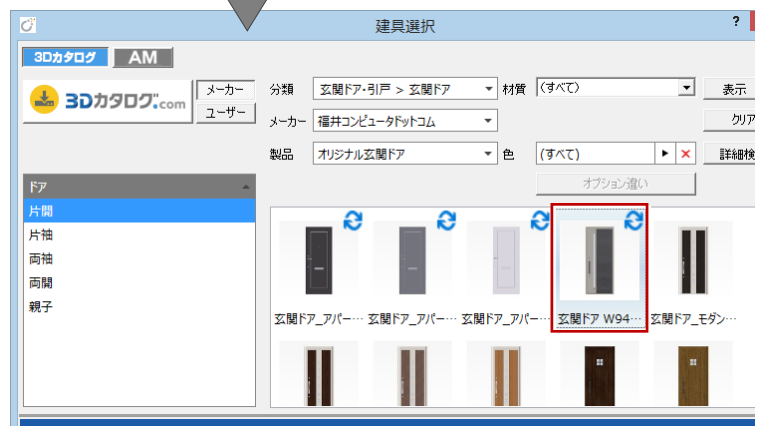 建具選択 ?
3Dカタログ AM
3Dカタログ.com メーカー ユーザー
分類 玄関ドア・引戸 > 玄関ドア 材質 (すべて) 表示
メーカー 福井コンピュータドットコム クリア
製品 オリジナル玄関ドア 色 (すべて) 詳細検
オプション違い
ドア
片開
片袖
両袖
両開
親子
玄関ドア_アパー… 玄関ドア_アパー… 玄関ドア_アパー… 玄関ドア W94… 玄関ドア_モダン…